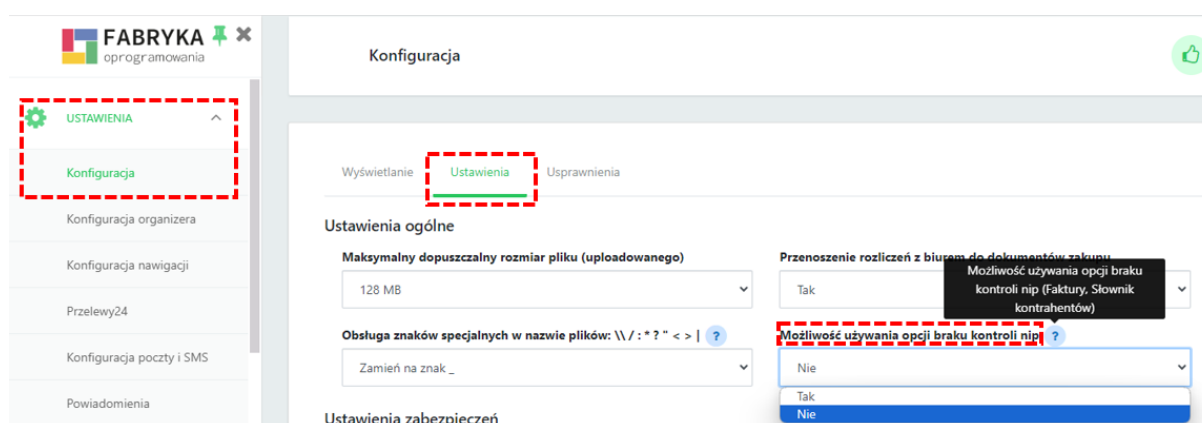 FABRYKA
oprogramowania
Konfiguracja
USTAWIENIA
Konfiguracja
Konfiguracja organizera
Konfiguracja nawigacji
Przelewy24
Konfiguracja poczty i SMS
Powiadomienia
Wyświetlanie
Ustawienia
Usprawnienia
Ustawienia ogólne
Maksymalny dopuszczalny rozmiar pliku (uploadowanego)
128 MB
Przenoszenie rozliczeń z biurem do dokumentów zakupu
Tak
Możliwość używania opcji braku
kontroli nip (Faktury, Słownik
kontrahentów)
Obsługa znaków specjalnych w nazwie plików: \\ / : * ? " < > | ?
Zamień na znak _
Możliwość używania opcji braku kontroli nip ?
Nie
Tak
Nie
Ustawienia zabezpieczeń